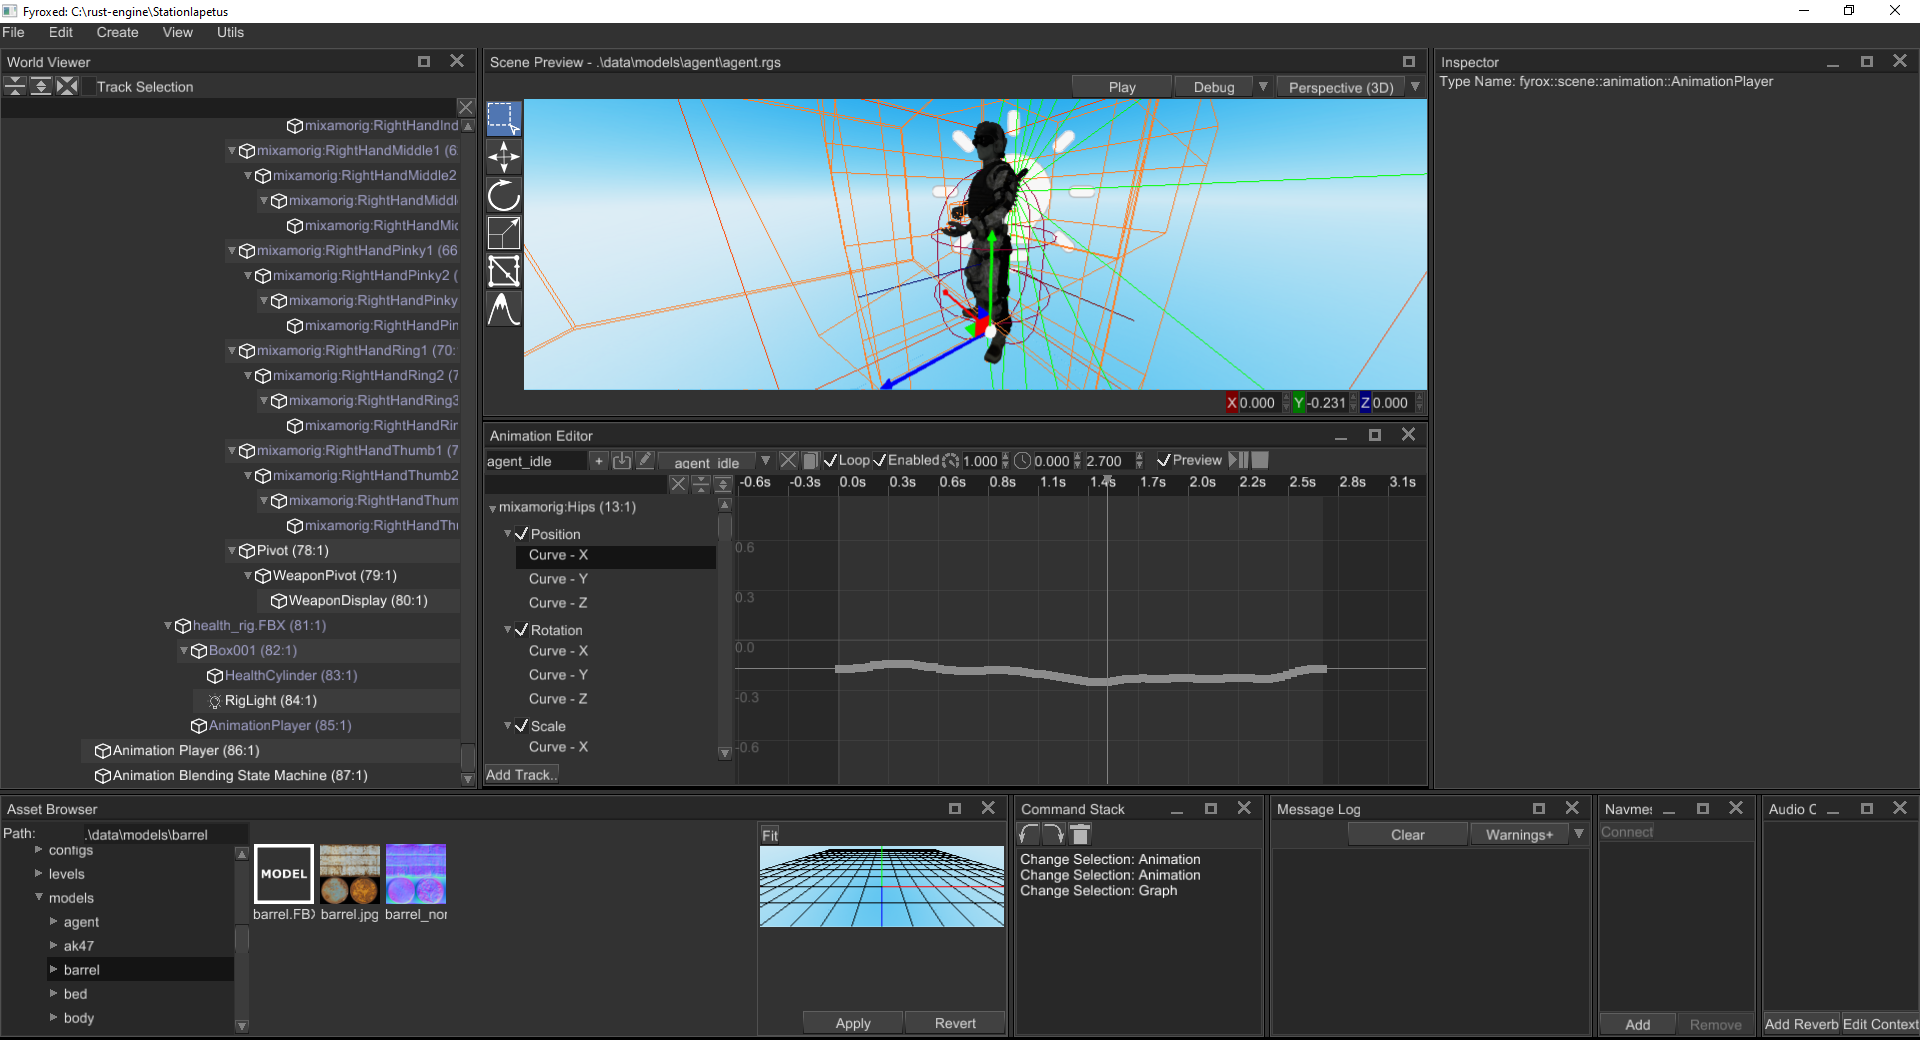 Fyroxed: C:\rust-engine\StationIapetus
File Edit Create View Utils
World Viewer
Track Selection
mixamorig:RightHandInd
mixamorig:RightHandMiddle1 (6
mixamorig:RightHandMiddle2
mixamorig:RightHandMiddl
mixamorig:RightHandMic
mixamorig:RightHandPinky1 (66
mixamorig:RightHandPinky2 (
mixamorig:RightHandPinky
mixamorig:RightHandPin
mixamorig:RightHandRing1 (70:
mixamorig:RightHandRing2 (7
mixamorig:RightHandRing3
mixamorig:RightHandRin
mixamorig:RightHandThumb1 (7
mixamorig:RightHandThumb2
mixamorig:RightHandThum
mixamorig:RightHandThu
Pivot (78:1)
WeaponPivot (79:1)
WeaponDisplay (80:1)
health_rig.FBX (81:1)
Box001 (82:1)
HealthCylinder (83:1)
RigLight (84:1)
AnimationPlayer (85:1)
Animation Player (86:1)
Animation Blending State Machine (87:1)
Scene Preview - .\data\models\agent\agent.rgs
Play Debug Perspective (3D)
X 0.000 Y -0.231 Z 0.000
Animation Editor
agent_idle + agent_idle Loop Enabled 1.000 0.000 2.700 Preview
-0.6s -0.3s 0.0s 0.3s 0.6s 0.8s 1.1s 1.4s 1.7s 2.0s 2.2s 2.5s 2.8s 3.1s
mixamorig:Hips (13:1)
Position
Curve - X
Curve - Y
Curve - Z
Rotation
Curve - X
Curve - Y
Curve - Z
Scale
Curve - X
Add Track..
0.6
0.3
0.0
-0.3
-0.6
Inspector
Type Name: fyrox::scene::animation::AnimationPlayer
Asset Browser
Path: .\data\models\barrel
configs
levels
models
agent
ak47
barrel
bed
body
MODEL
barrel.FBX barrel.jpg barrel_nor
Fit
Apply Revert
Command Stack
Change Selection: Animation
Change Selection: Animation
Change Selection: Graph
Message Log
Clear Warnings+
Navmes
Connect
Add Remove
Audio C
Add Reverb Edit Context